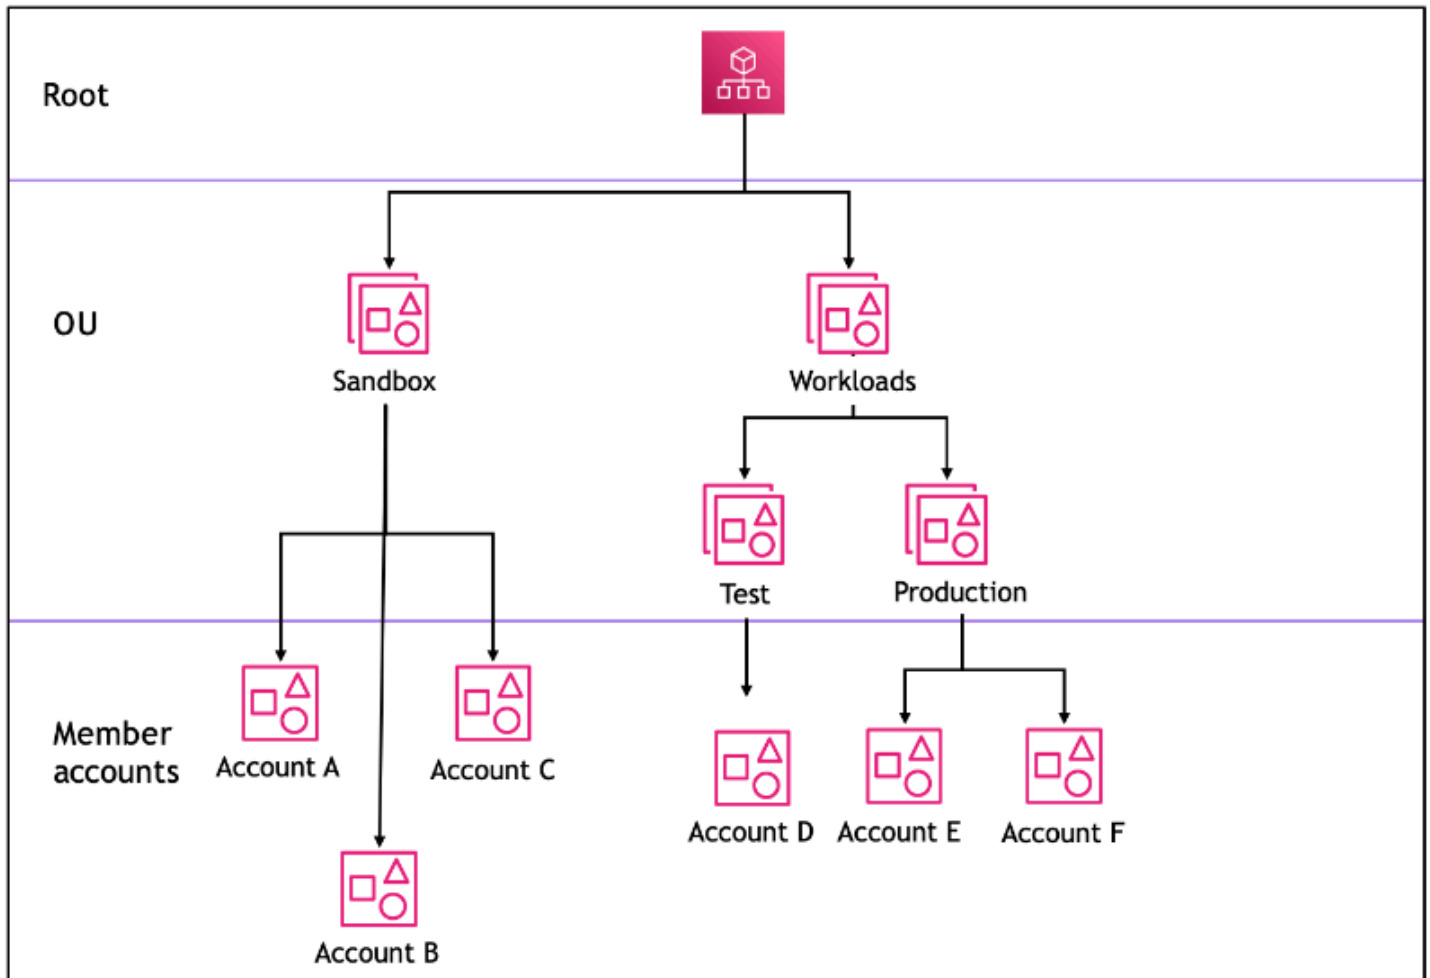 Root
OU
Sandbox
Workloads
Test
Production
Member
accounts
Account A
Account C
Account D
Account E
Account F
Account B